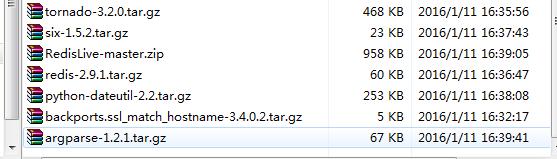 tornado-3.2.0.tar.gz 468 KB 2016/1/11 16:35:56
six-1.5.2.tar.gz 23 KB 2016/1/11 16:37:43
RedisLive-master.zip 958 KB 2016/1/11 16:39:05
redis-2.9.1.tar.gz 60 KB 2016/1/11 16:36:47
python-dateutil-2.2.tar.gz 253 KB 2016/1/11 16:38:08
backports.ssl_match_hostname-3.4.0.2.tar.gz 5 KB 2016/1/11 16:32:17
argparse-1.2.1.tar.gz 67 KB 2016/1/11 16:39:41